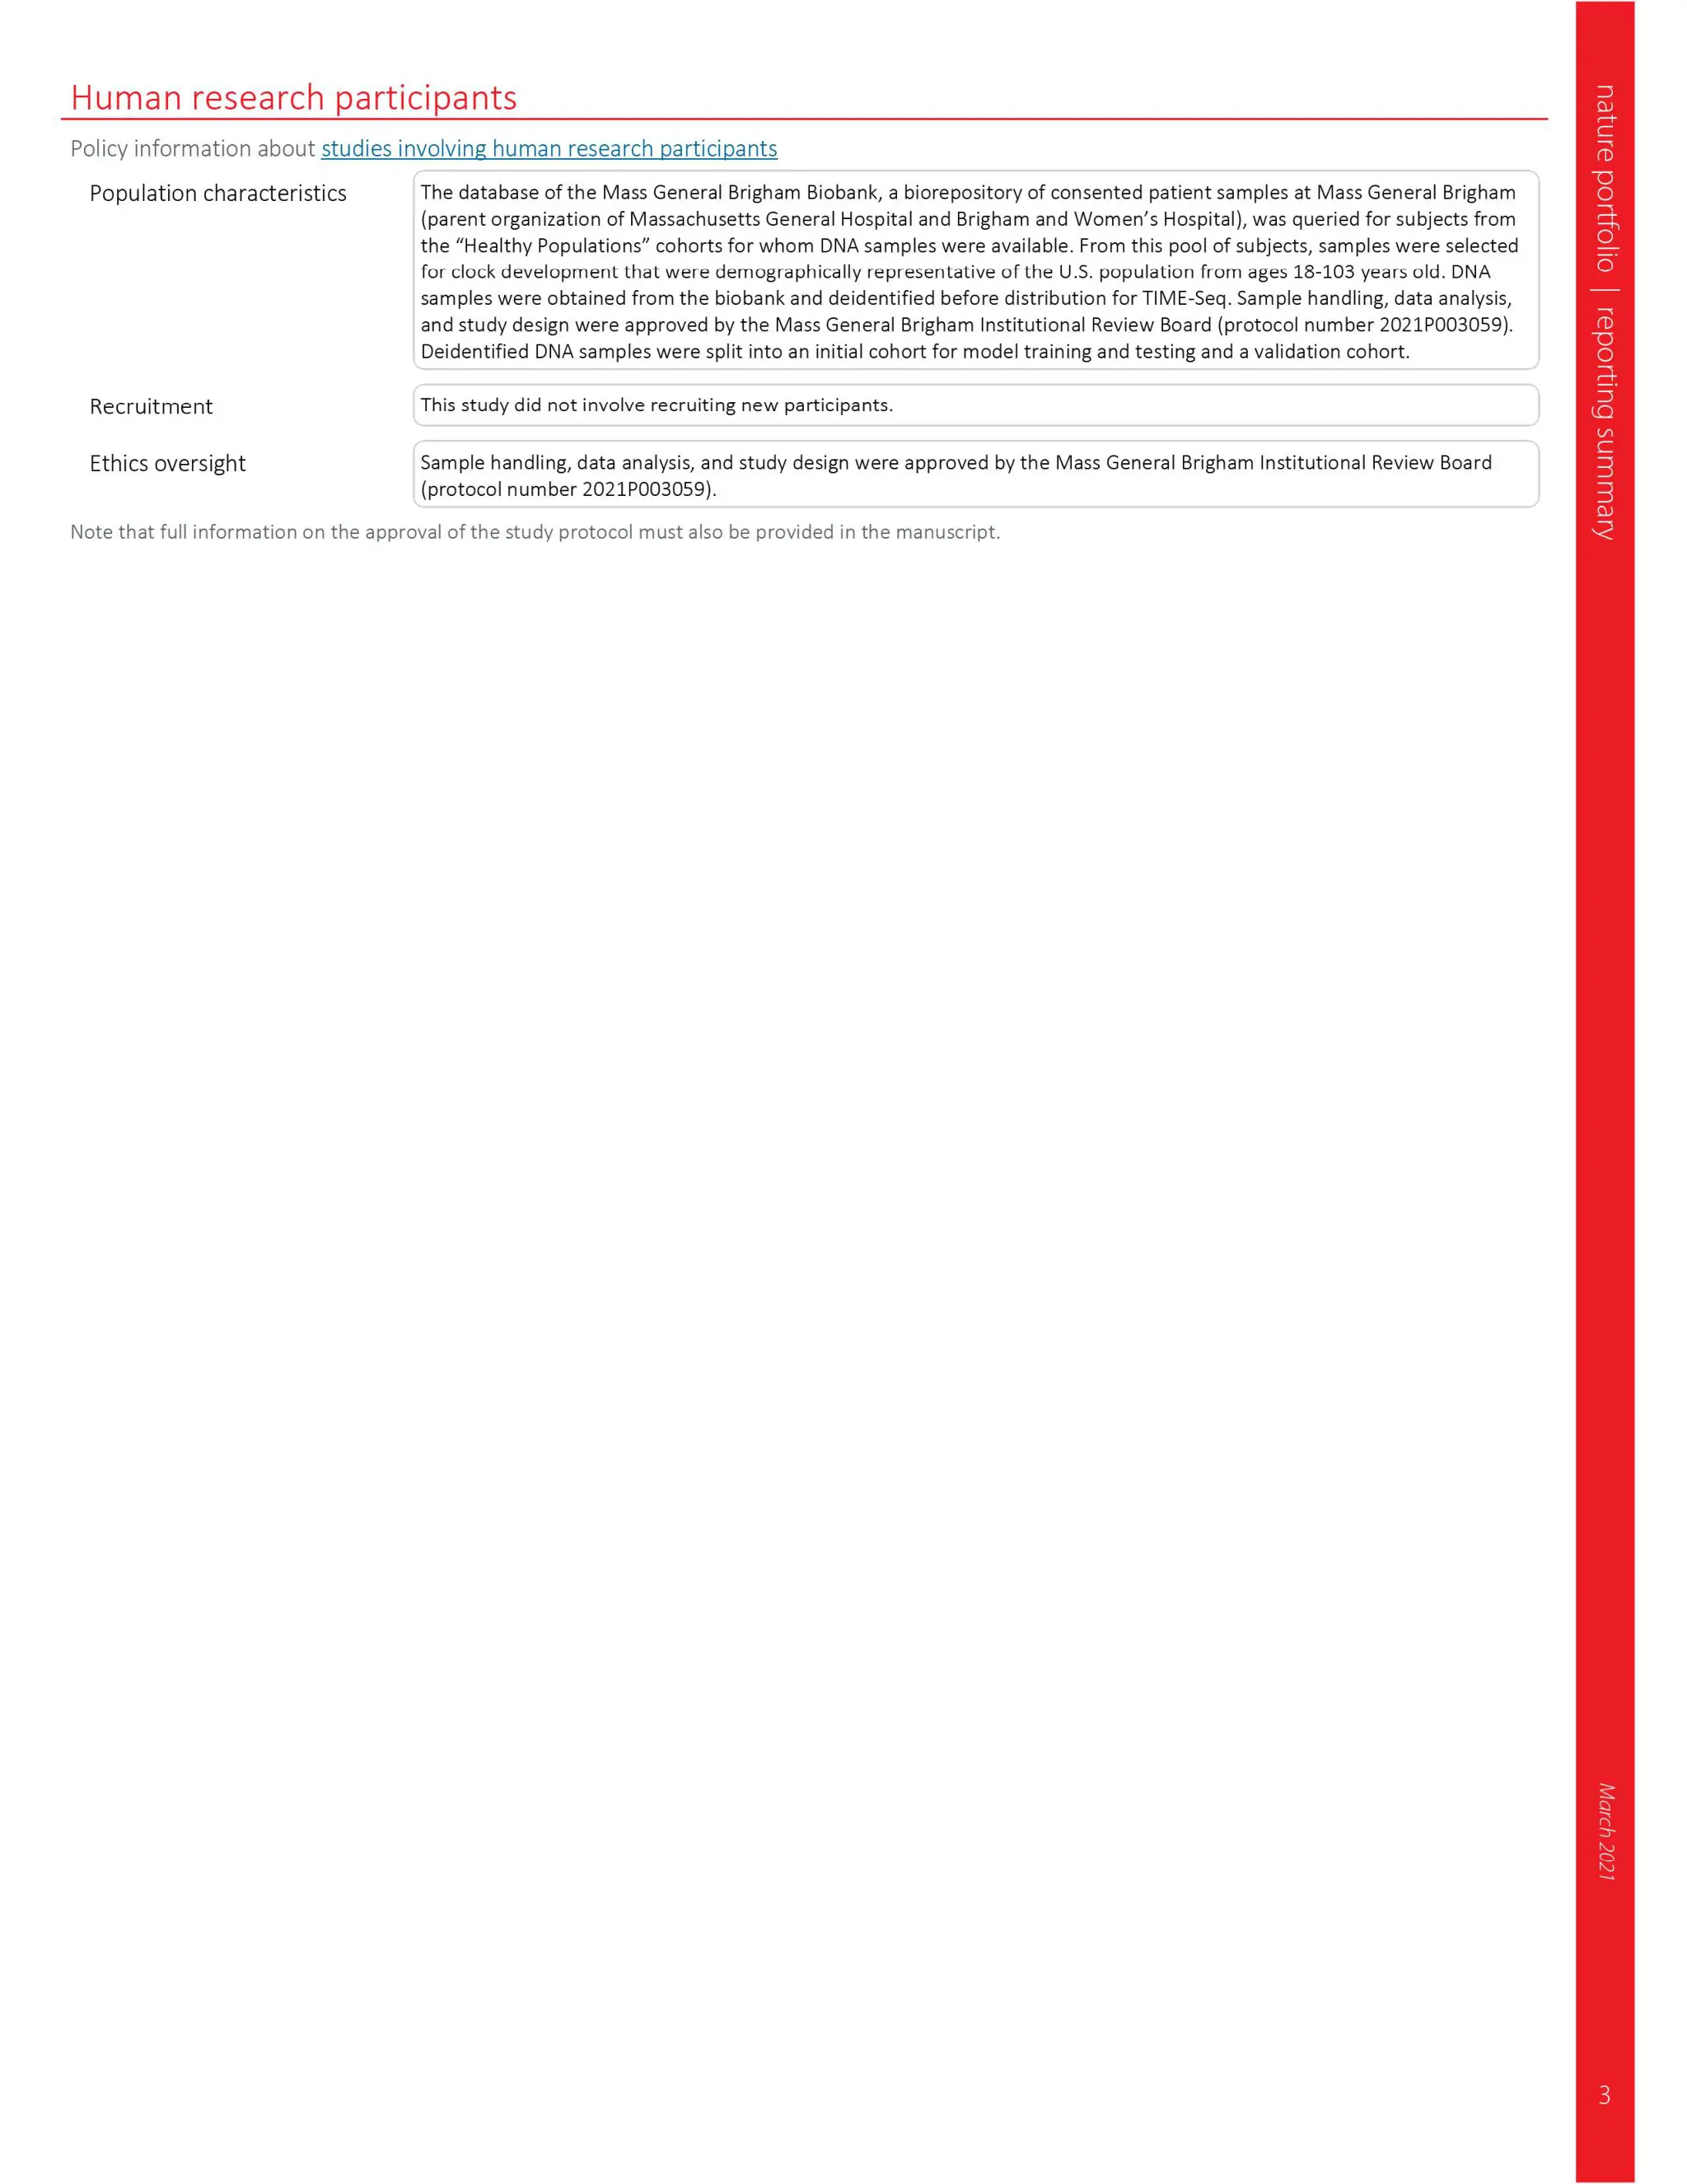 Human research participants
Policy information about studies involving human research participants
Population characteristics
The database of the Mass General Brigham Biobank, a biorepository of consented patient samples at Mass General Brigham
(parent organization of Massachusetts General Hospital and Brigham and Women’s Hospital), was queried for subjects from
the “Healthy Populations” cohorts for whom DNA samples were available. From this pool of subjects, samples were selected
for clock development that were demographically representative of the U.S. population from ages 18-103 years old. DNA
samples were obtained from the biobank and deidentified before distribution for TIME-Seq. Sample handling, data analysis,
and study design were approved by the Mass General Brigham Institutional Review Board (protocol number 2021P003059).
Deidentified DNA samples were split into an initial cohort for model training and testing and a validation cohort.
Recruitment
This study did not involve recruiting new participants.
Ethics oversight
Sample handling, data analysis, and study design were approved by the Mass General Brigham Institutional Review Board
(protocol number 2021P003059).
Note that full information on the approval of the study protocol must also be provided in the manuscript.
nature portfolio | reporting summary
March 2021
3